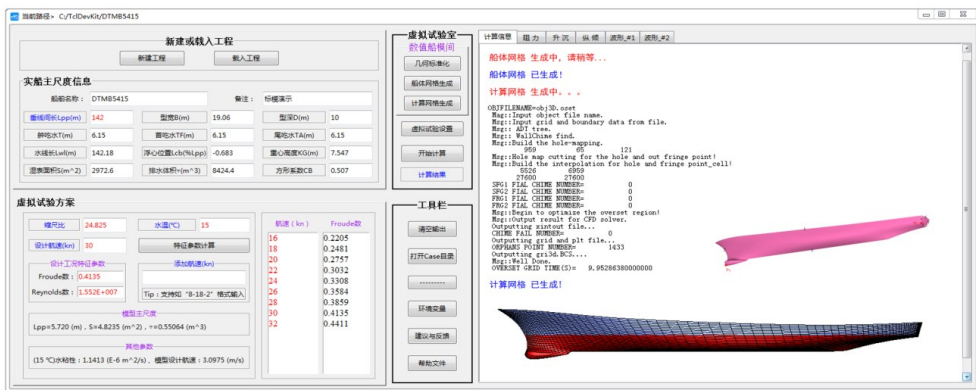 当前路径> C:/TclDevKit/DTMB5415
新建或载入工程
新建工程 载入工程
实船主尺度信息
船舶名称: DTMB5415 备注: 标模演示
垂线间长Lpp(m) 142 型宽B(m) 19.06 型深D(m) 10
舯吃水T(m) 6.15 首吃水TF(m) 6.15 尾吃水TA(m) 6.15
水线长Lwl(m) 142.18 浮心位置Lcb(%Lpp) -0.683 重心高度KG(m) 7.547
湿表面积S(m^2) 2972.6 排水体积÷(m^3) 8424.4 方形系数CB 0.507
虚拟试验方案
缩尺比 24.825 水温(℃) 15
设计航速(kn) 30 特征参数计算
设计工况特征参数 添加航速(kn)
Froude数: 0.4135
Reynolds数: 1.552E+007 Tip:支持如 "8-18-2" 格式输入
模型主尺度
Lpp=5.720 (m) , S=4.8235 (m^2) , ÷=0.55064 (m^3)
其他参数
(15 ℃)水粘性:1.1413 (E-6 m^2/s) 、模型设计航速:3.0975 (m/s)
航速 ( kn ) Froude数
16 0.2205
18 0.2481
20 0.2757
22 0.3032
24 0.3308
26 0.3584
28 0.3859
30 0.4135
32 0.4411
虚拟试验室
数值船模间
几何标准化
船体网格生成
计算网格生成
虚拟试验设置
开始计算
计算结果
工具栏
清空输出
打开Case目录
---------
环境变量
建议与反馈
帮助文件
计算信息 阻 力 升 沉 纵 倾 波形_#1 波形_#2
船体网格 生成中, 请稍等...
船体网格 已生成!
计算网格 生成中。。。
OBJFILENAME=obj3D.oset
Msg::Input object file name.
Msg:: Input grid and boundary data from file.
Msg:: ADT tree.
Msg:: WallChime find.
Msg::Build the hole-mapping.
959 65 121
Msg::Hole map cutting for the hole and out fringe point!
Msg::Build the interpolation for hole and fringe point_cell!
5526 6959
27600 27600
SFG1 FIAL CHIME NUMBER= 0
SFG2 FIAL CHIME NUMBER= 0
FRG1 FIAL CHIME NUMBER= 0
FRG2 FIAL CHIME NUMBER= 0
Msg::Begin to optimize the overset region!
Msg::Output result for CFD solver.
Outputting xintout file...
CHIME FAIL NUMBER= 0
Outputting grid and plt file...
ORPHANS POINT NUMBER= 1433
Outputting gri3d.BCS....
Msg::Well Done.
OVERSET GRID TIME(S)= 9.95286380000000
计算网格 已生成!